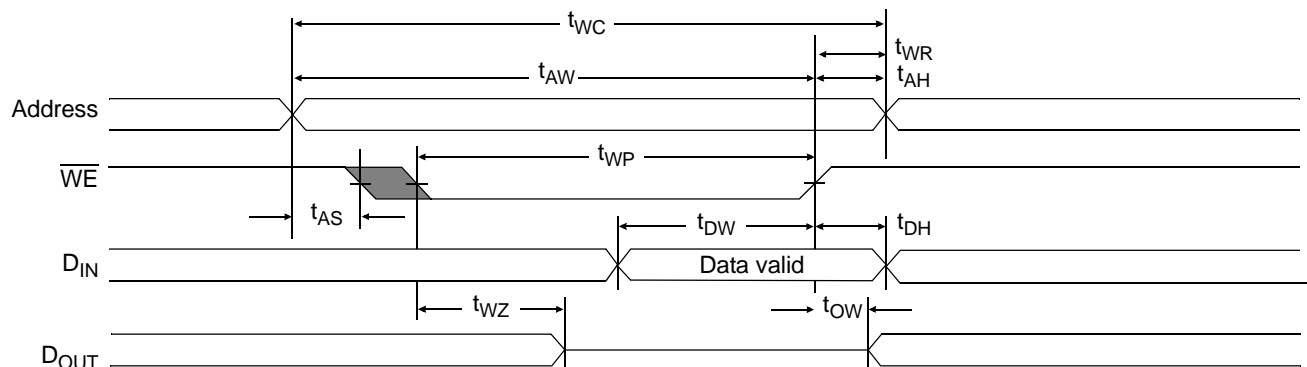 tWC
tWR
tAW
tAH
Address
WE
tWP
tAS
tDW
tDH
DIN
Data valid
tWZ
tOW
DOUT